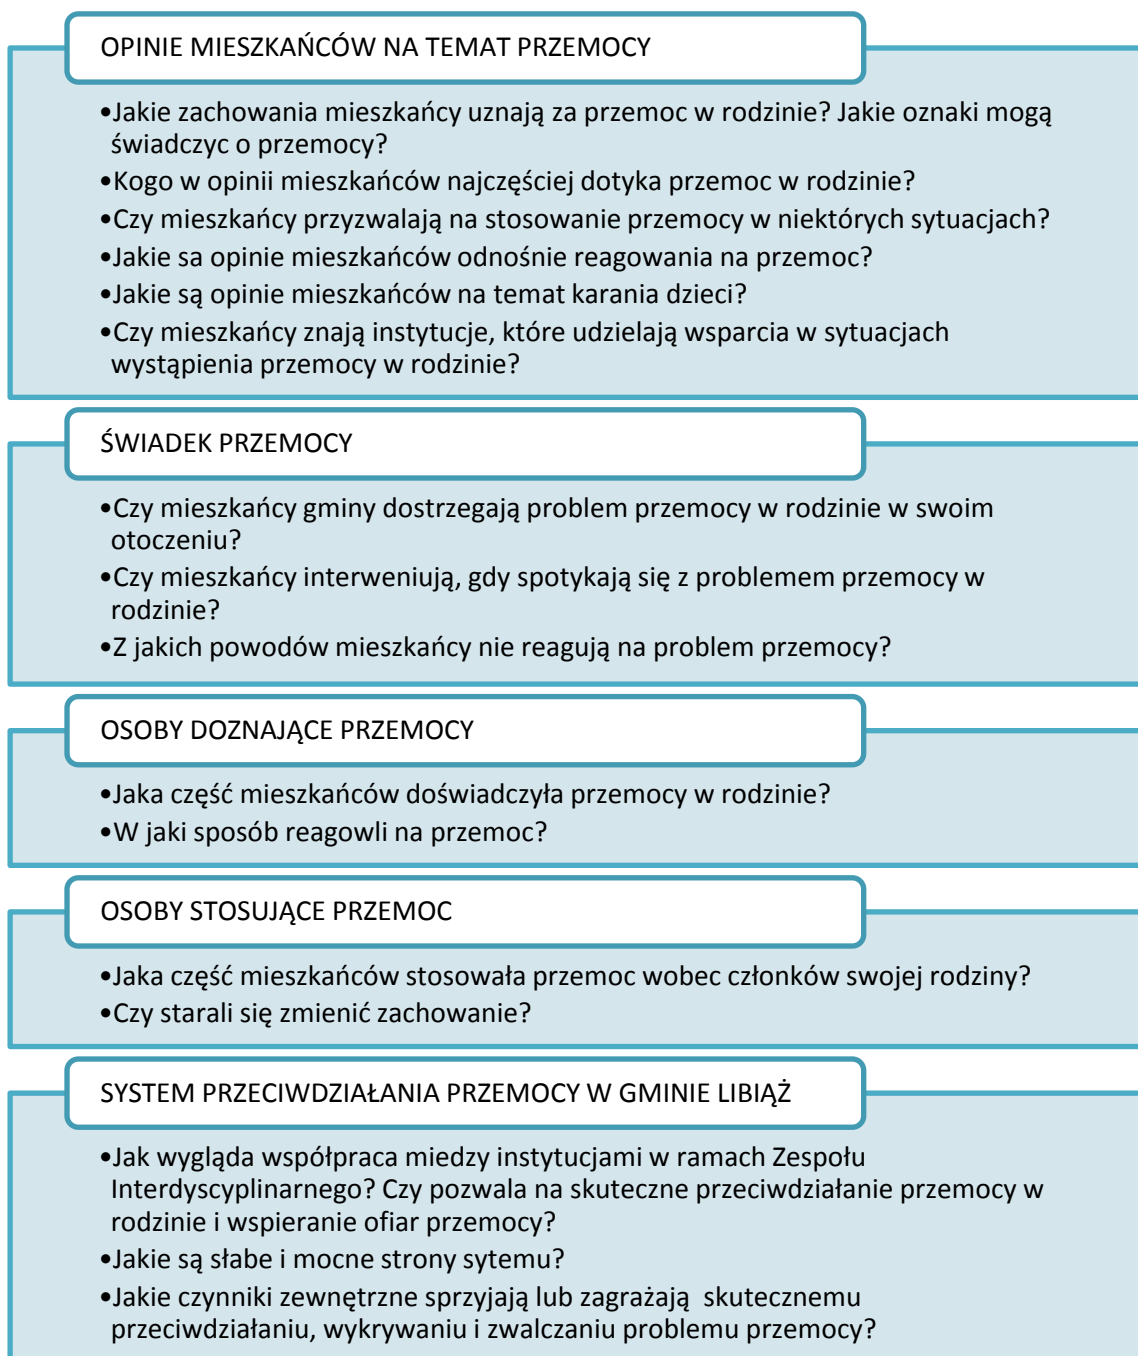 OPINIE MIESZKAŃCÓW NA TEMAT PRZEMOCY
•Jakie zachowania mieszkańcy uznają za przemoc w rodzinie? Jakie oznaki mogą
świadczyc o przemocy?
•Kogo w opinii mieszkańców najczęściej dotyka przemoc w rodzinie?
•Czy mieszkańcy przyzwalają na stosowanie przemocy w niektórych sytuacjach?
•Jakie sa opinie mieszkańców odnośnie reagowania na przemoc?
•Jakie są opinie mieszkańców na temat karania dzieci?
•Czy mieszkańcy znają instytucje, które udzielają wsparcia w sytuacjach
wystąpienia przemocy w rodzinie?
ŚWIADEK PRZEMOCY
•Czy mieszkańcy gminy dostrzegają problem przemocy w rodzinie w swoim
otoczeniu?
•Czy mieszkańcy interweniują, gdy spotykają się z problemem przemocy w
rodzinie?
•Z jakich powodów mieszkańcy nie reagują na problem przemocy?
OSOBY DOZNAJĄCE PRZEMOCY
•Jaka część mieszkańców doświadczyła przemocy w rodzinie?
•W jaki sposób reagowli na przemoc?
OSOBY STOSUJĄCE PRZEMOC
•Jaka część mieszkańców stosowała przemoc wobec członków swojej rodziny?
•Czy starali się zmienić zachowanie?
SYSTEM PRZECIWDZIAŁANIA PRZEMOCY W GMINIE LIBIĄŻ
•Jak wygląda współpraca miedzy instytucjami w ramach Zespołu
Interdyscyplinarnego? Czy pozwala na skuteczne przeciwdziałanie przemocy w
rodzinie i wspieranie ofiar przemocy?
•Jakie są słabe i mocne strony sytemu?
•Jakie czynniki zewnętrzne sprzyjają lub zagrażają skutecznemu
przeciwdziałaniu, wykrywaniu i zwalczaniu problemu przemocy?